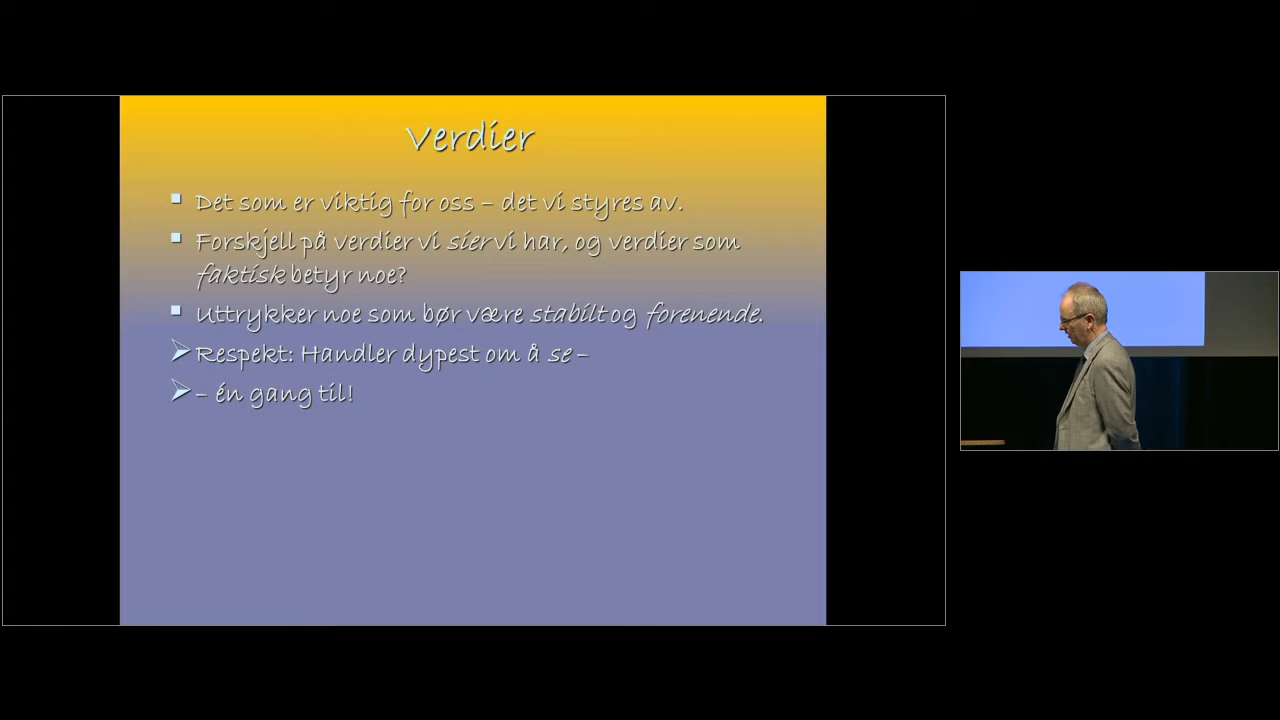 Verdier
Det som er viktig for oss – det vi styres av.
Forskjell på verdier vi sier vi har, og verdier som
faktisk betyr noe?
Uttrykker noe som bør være stabilt og forenende.
Respekt: Handler dypest om å se –
– én gang til!